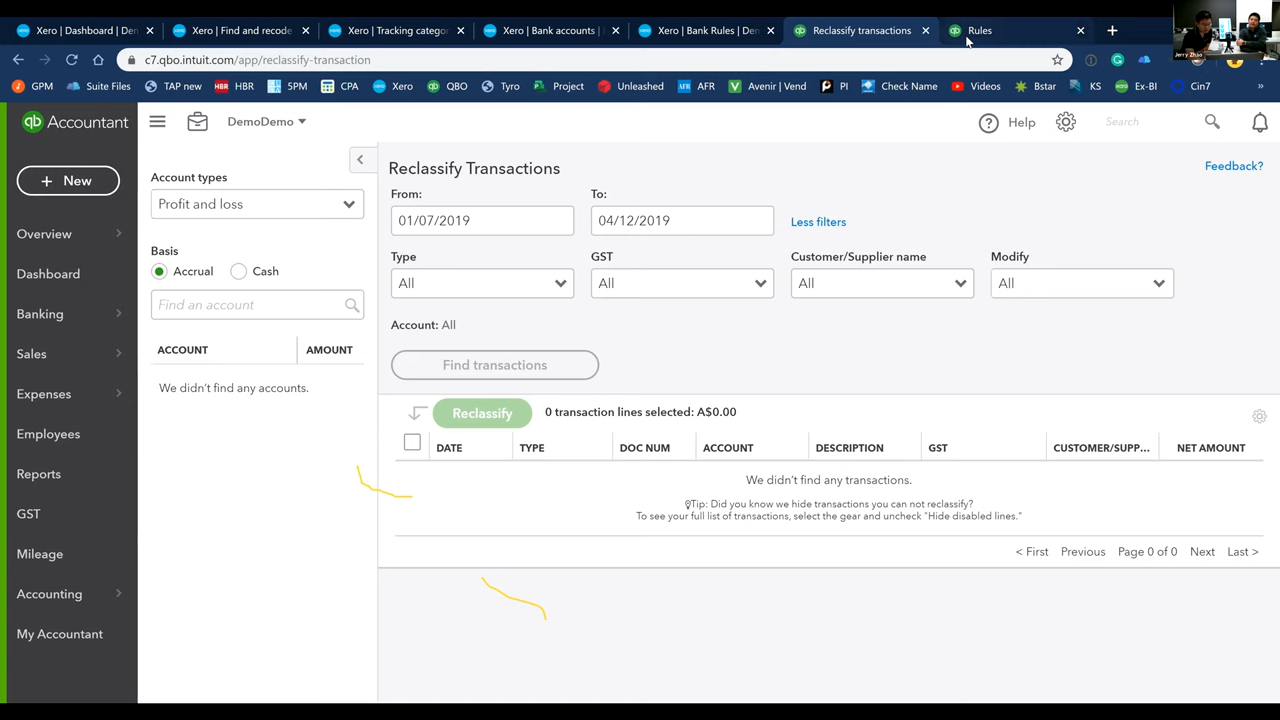 Xero | Dashboard | Den
Xero | Find and recode
Xero | Tracking categor
Xero | Bank accounts |
Xero | Bank Rules | Den
Reclassify transactions
Rules
c7.qbo.intuit.com/app/reclassify-transaction
GPM
Suite Files
TAP new
HBR HBR
5PM
CPA
Xero
QBO
Tyro
Project
Unleashed
AFR AFR
Avenir | Vend
PI
Check Name
Videos
Bstar
KS
Ex-BI
Cin7
»
Jerry Zhao
qb Accountant
DemoDemo
Help
Search
+ New
Overview
Dashboard
Banking
Sales
Expenses
Employees
Reports
GST
Mileage
Accounting
My Accountant
Account types
Profit and loss
Basis
Accrual
Cash
Find an account
ACCOUNT AMOUNT
We didn't find any accounts.
Reclassify Transactions
Feedback?
From: To:
01/07/2019 04/12/2019 Less filters
Type GST Customer/Supplier name Modify
All All All All
Account: All
Find transactions
Reclassify 0 transaction lines selected: A$0.00
DATE TYPE DOC NUM ACCOUNT DESCRIPTION GST CUSTOMER/SUPP... NET AMOUNT
We didn't find any transactions.
Tip: Did you know we hide transactions you can not reclassify?
To see your full list of transactions, select the gear and uncheck "Hide disabled lines."
< First Previous Page 0 of 0 Next Last >